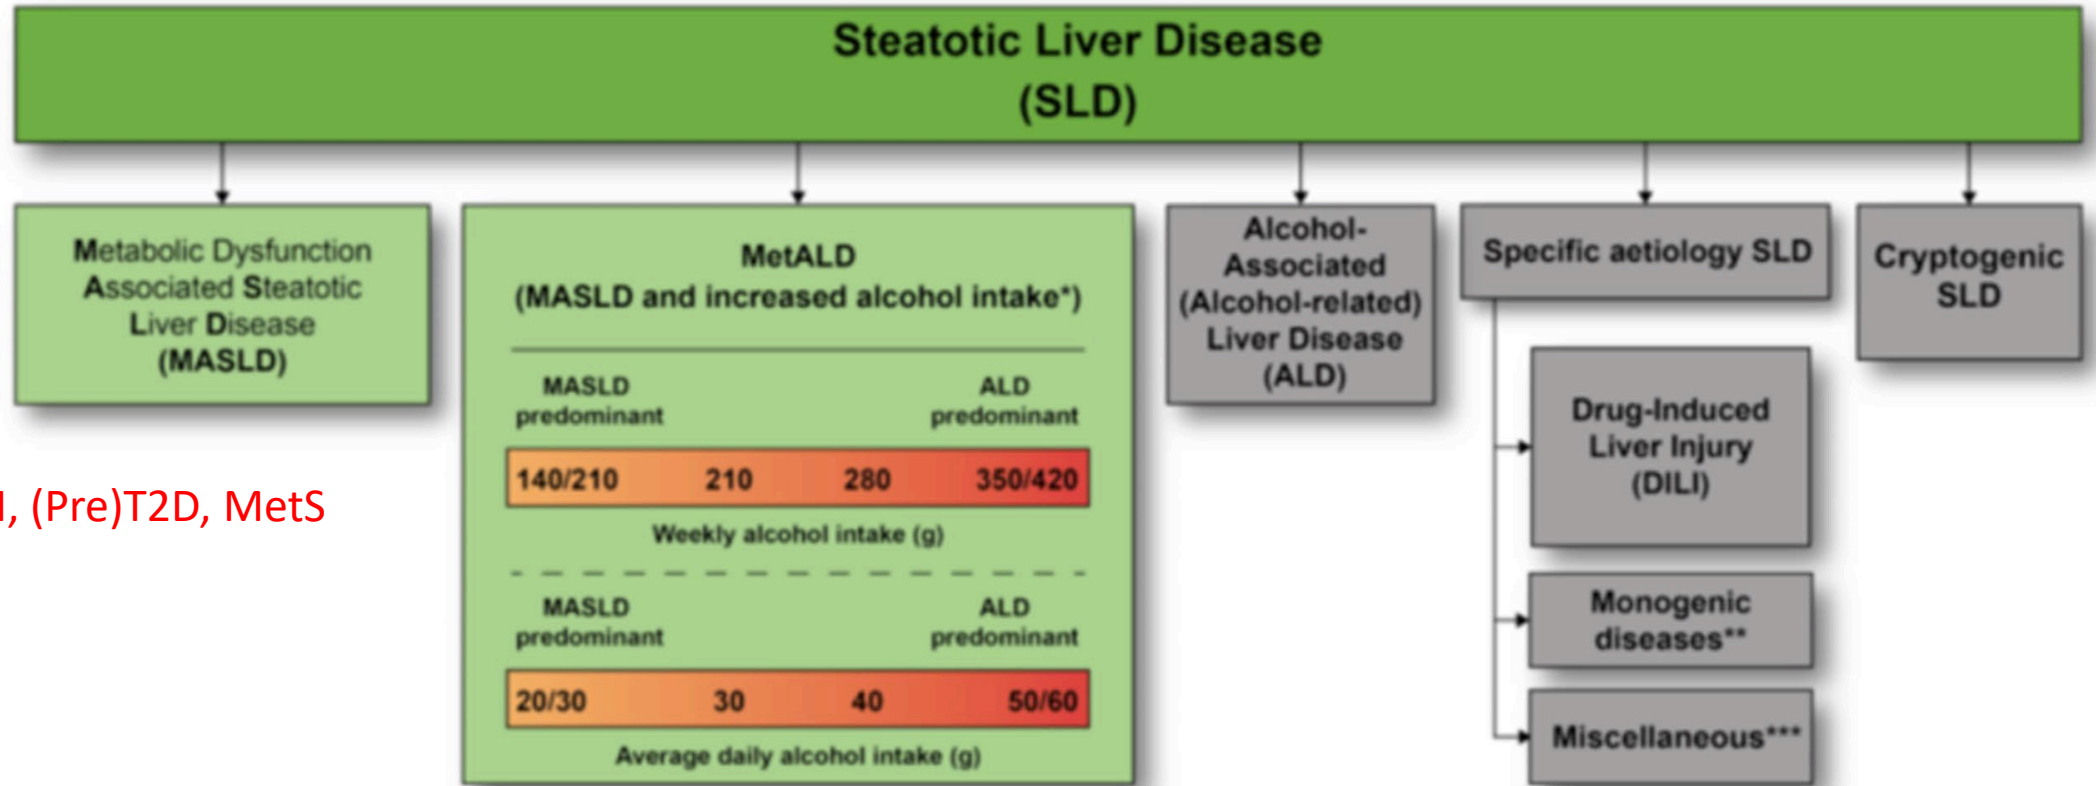 Steatotic Liver Disease
(SLD)
Metabolic Dysfunction
Associated Steatotic
Liver Disease
(MASLD)
, (Pre)T2D, MetS
MetALD
(MASLD and increased alcohol intake*)
MASLD
predominant
ALD
predominant
140/210 210 280 350/420
Weekly alcohol intake (g)
MASLD
predominant
ALD
predominant
20/30 30 40 50/60
Average daily alcohol intake (g)
Alcohol-
Associated
(Alcohol-related)
Liver Disease
(ALD)
Specific aetiology SLD
Drug-Induced
Liver Injury
(DILI)
Monogenic
diseases**
Miscellaneous***
Cryptogenic
SLD